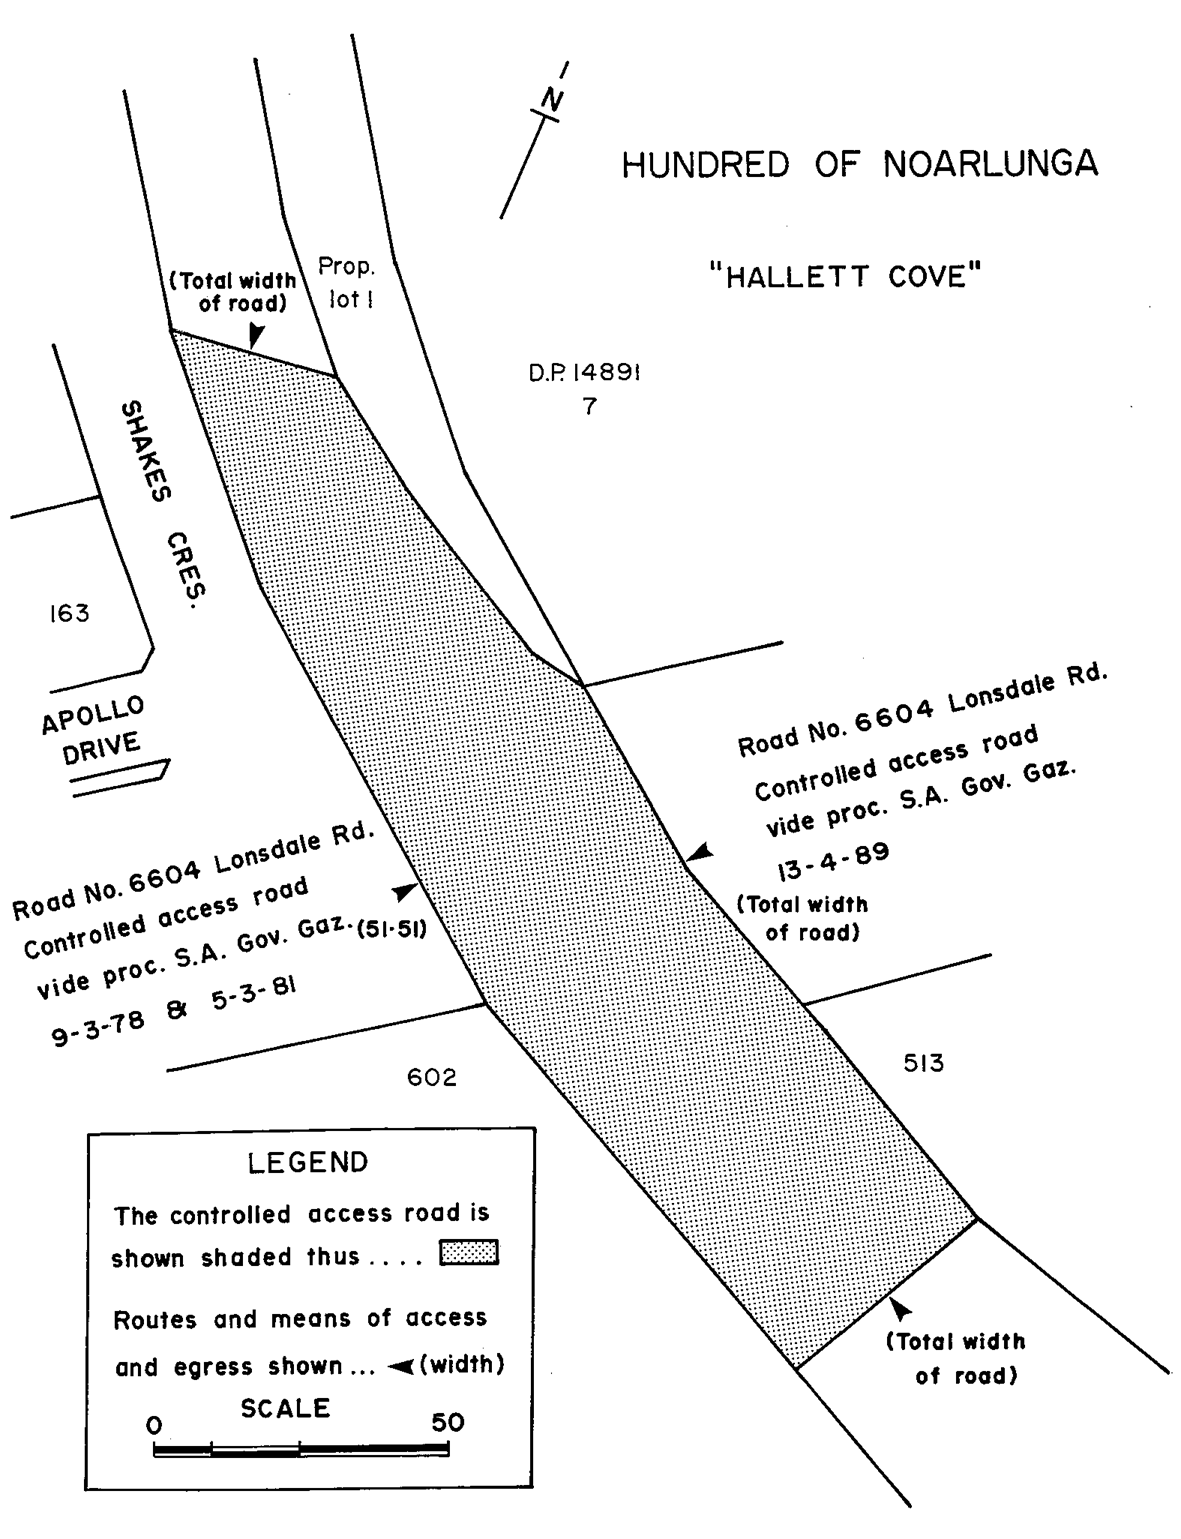 N
HUNDRED OF NOARLUNGA
"HALLETT COVE"
(Total width
of road)
Prop.
lot 1
D.P. 14891
7
SHAKES CRES.
163
APOLLO
DRIVE
Road No. 6604 Lonsdale Rd.
Controlled access road
vide proc. S.A. Gov. Gaz.
13-4-89
(Total width
of road)
Road No. 6604 Lonsdale Rd.
Controlled access road
vide proc. S.A. Gov. Gaz. (51·51)
9-3-78 & 5-3-81
602
513
LEGEND
The controlled access road is
shown shaded thus ....
Routes and means of access
and egress shown ... (width)
SCALE
0 50
(Total width
of road)